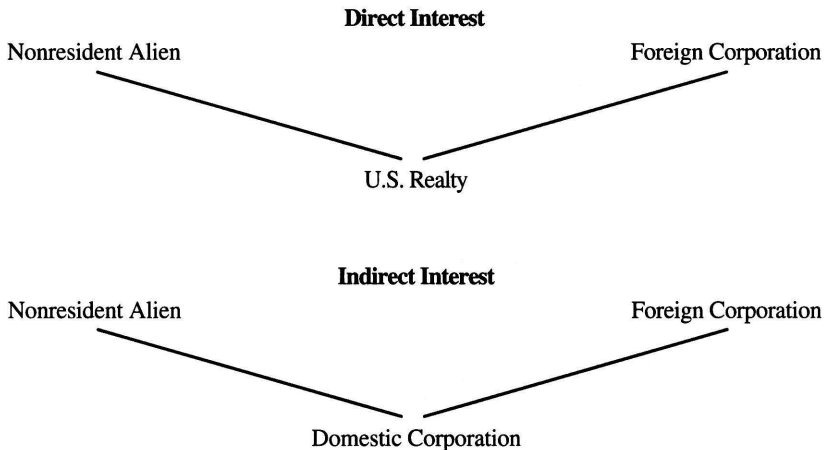 Direct Interest
Nonresident Alien Foreign Corporation
U.S. Realty
Indirect Interest
Nonresident Alien Foreign Corporation
Domestic Corporation